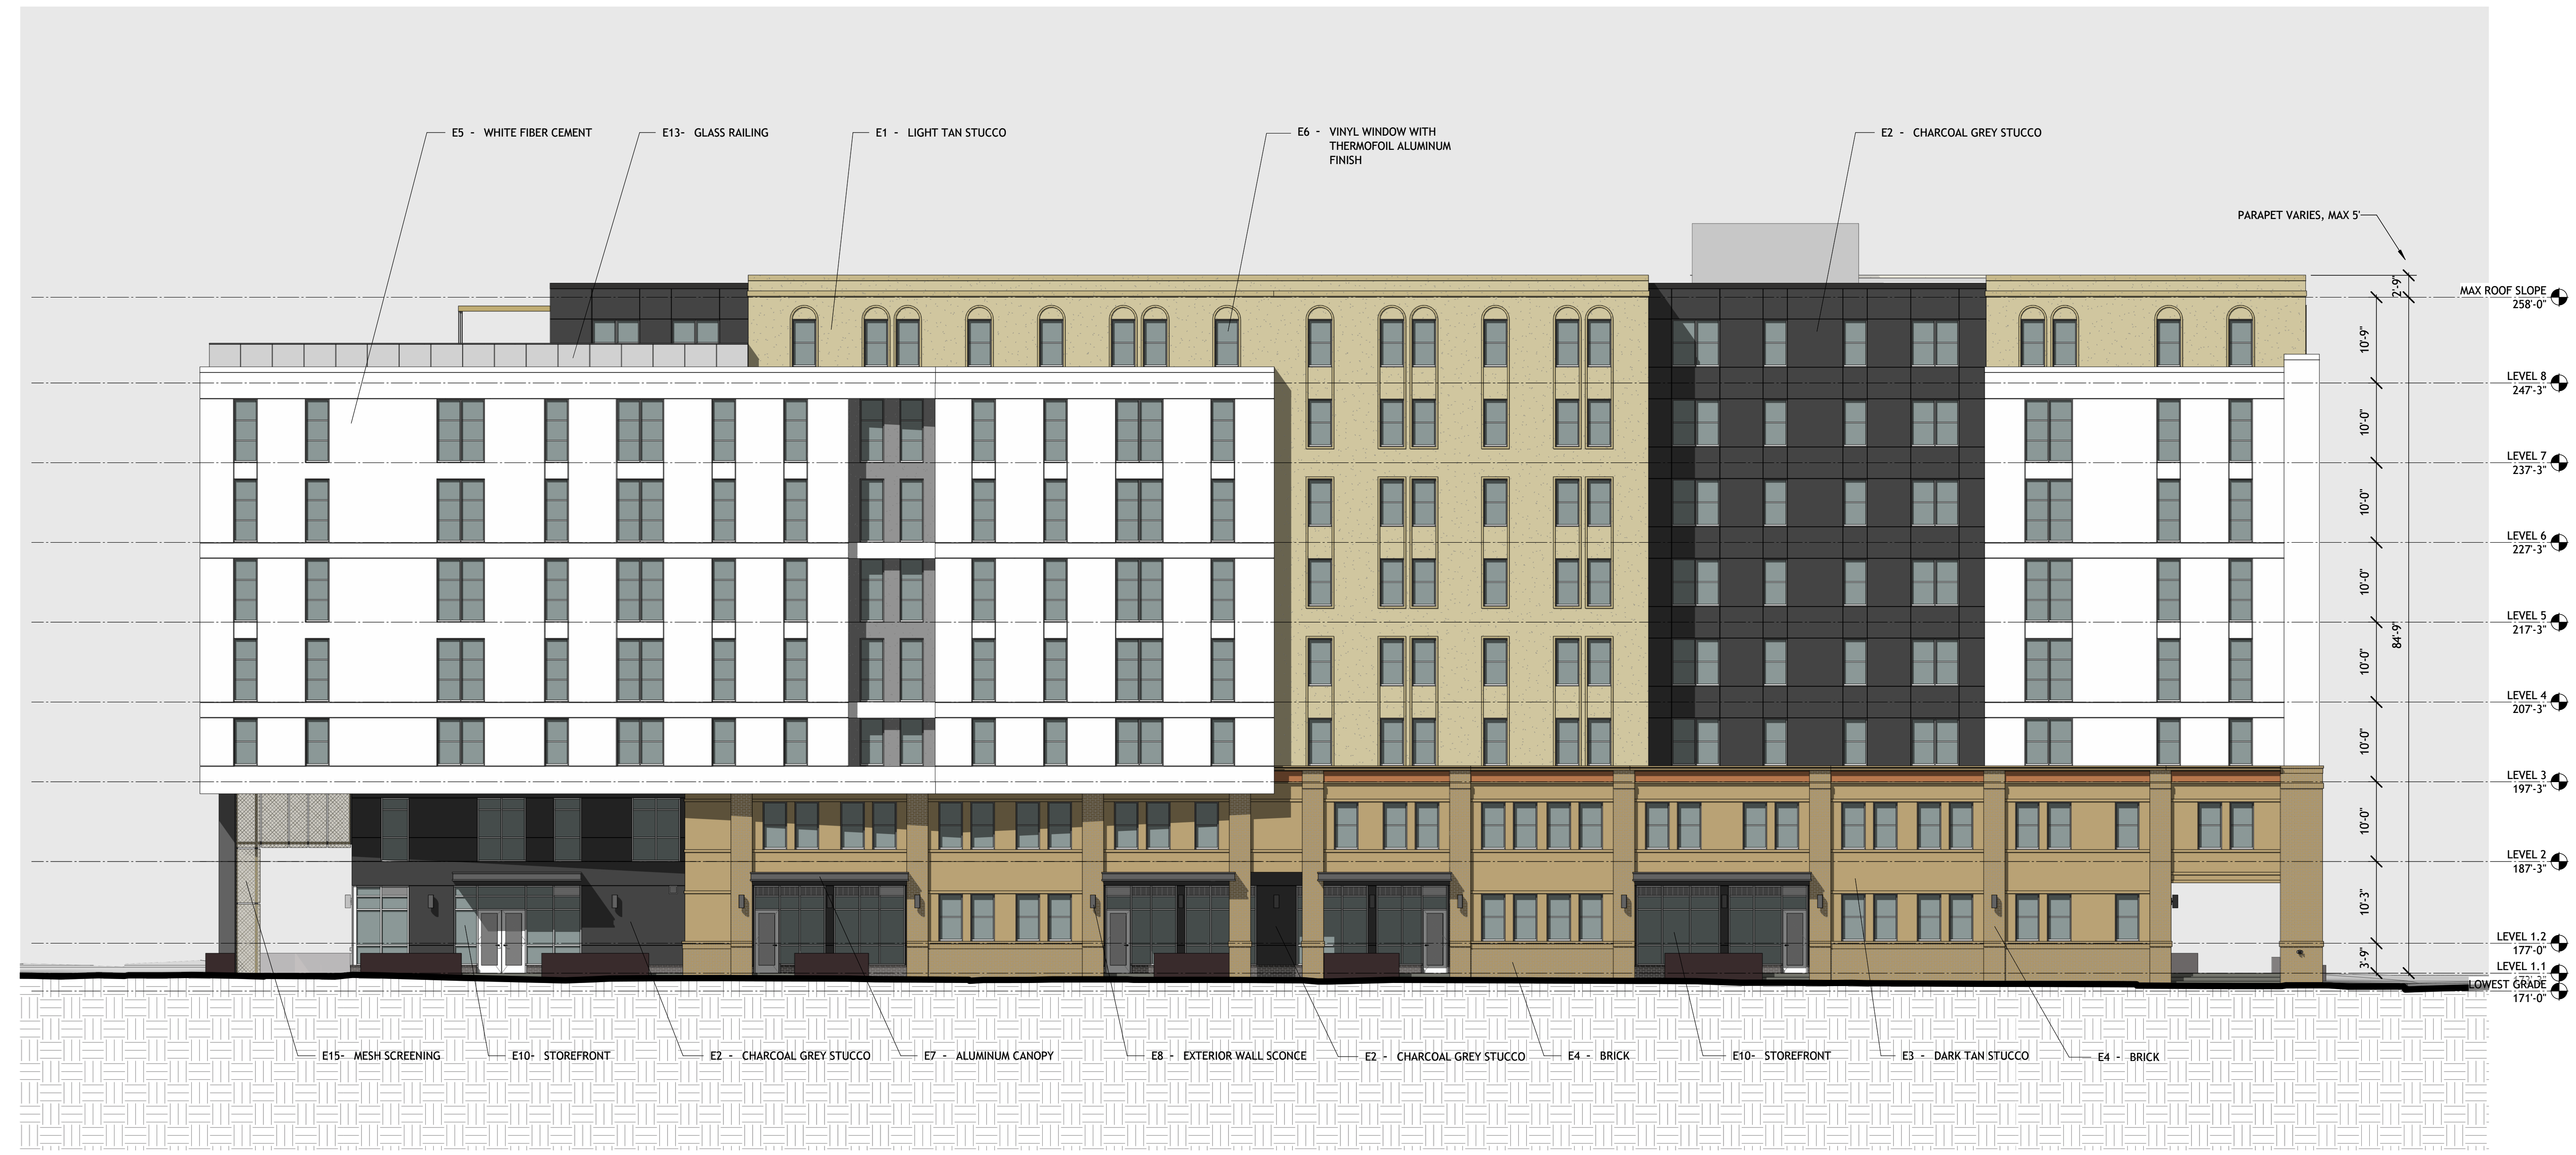 E5 - WHITE FIBER CEMENT
E13- GLASS RAILING
E1 - LIGHT TAN STUCCO
E6 - VINYL WINDOW WITH
THERMOFOIL ALUMINUM
FINISH
E2 - CHARCOAL GREY STUCCO
PARAPET VARIES, MAX 5'
2'-9"
MAX ROOF SLOPE
258'-0"
10'-9"
LEVEL 8
247'-3"
10'-0"
LEVEL 7
237'-3"
10'-0"
LEVEL 6
227'-3"
10'-0"
LEVEL 5
217'-3"
84'-9"
10'-0"
LEVEL 4
207'-3"
10'-0"
LEVEL 3
197'-3"
10'-0"
LEVEL 2
187'-3"
10'-3"
LEVEL 1.2
177'-0"
3'-9"
LEVEL 1.1
LOWEST GRADE
171'-0"
E15- MESH SCREENING
E10- STOREFRONT
E2 - CHARCOAL GREY STUCCO
E7 - ALUMINUM CANOPY
E8 - EXTERIOR WALL SCONCE
E2 - CHARCOAL GREY STUCCO
E4 - BRICK
E10- STOREFRONT
E3 - DARK TAN STUCCO
E4 - BRICK